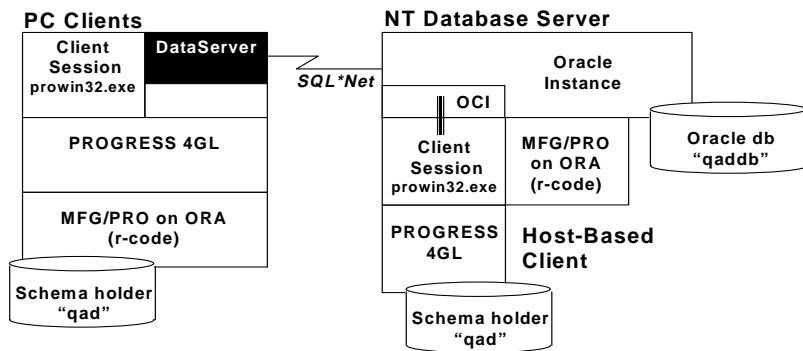 PC Clients
Client
Session
prowin32.exe
DataServer
PROGRESS 4GL
MFG/PRO on ORA
(r-code)
Schema holder
“qad”
SQL*Net
NT Database Server
Oracle
Instance
OCI
Client
Session
prowin32.exe
MFG/PRO
on ORA
(r-code)
Oracle db
“qaddb”
PROGRESS
4GL
Host-Based
Client
Schema holder
“qad”